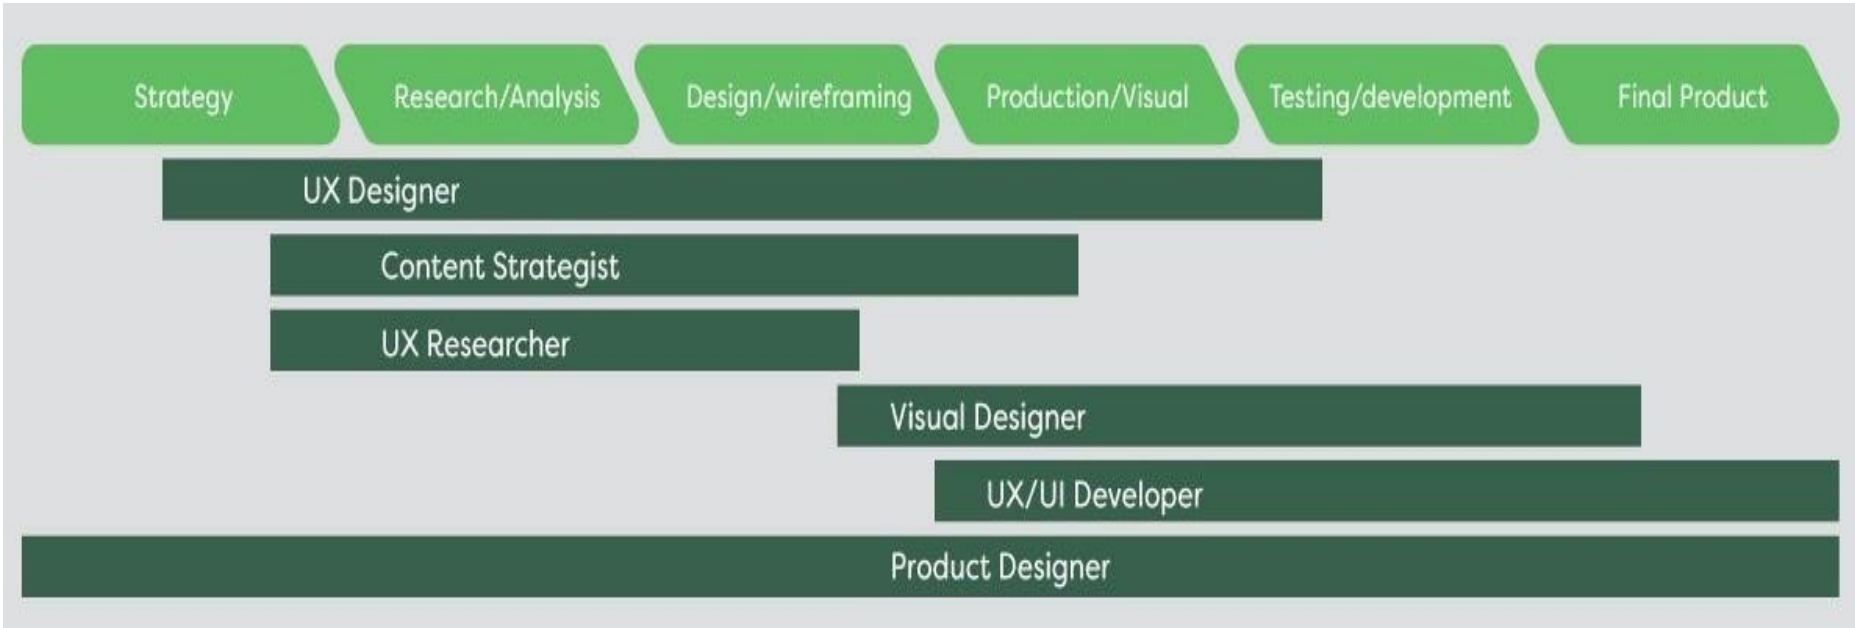 Strategy
Research/Analysis
Design/wireframing
Production/Visual
Testing/development
Final Product
UX Designer
Content Strategist
UX Researcher
Visual Designer
UX/UI Developer
Product Designer